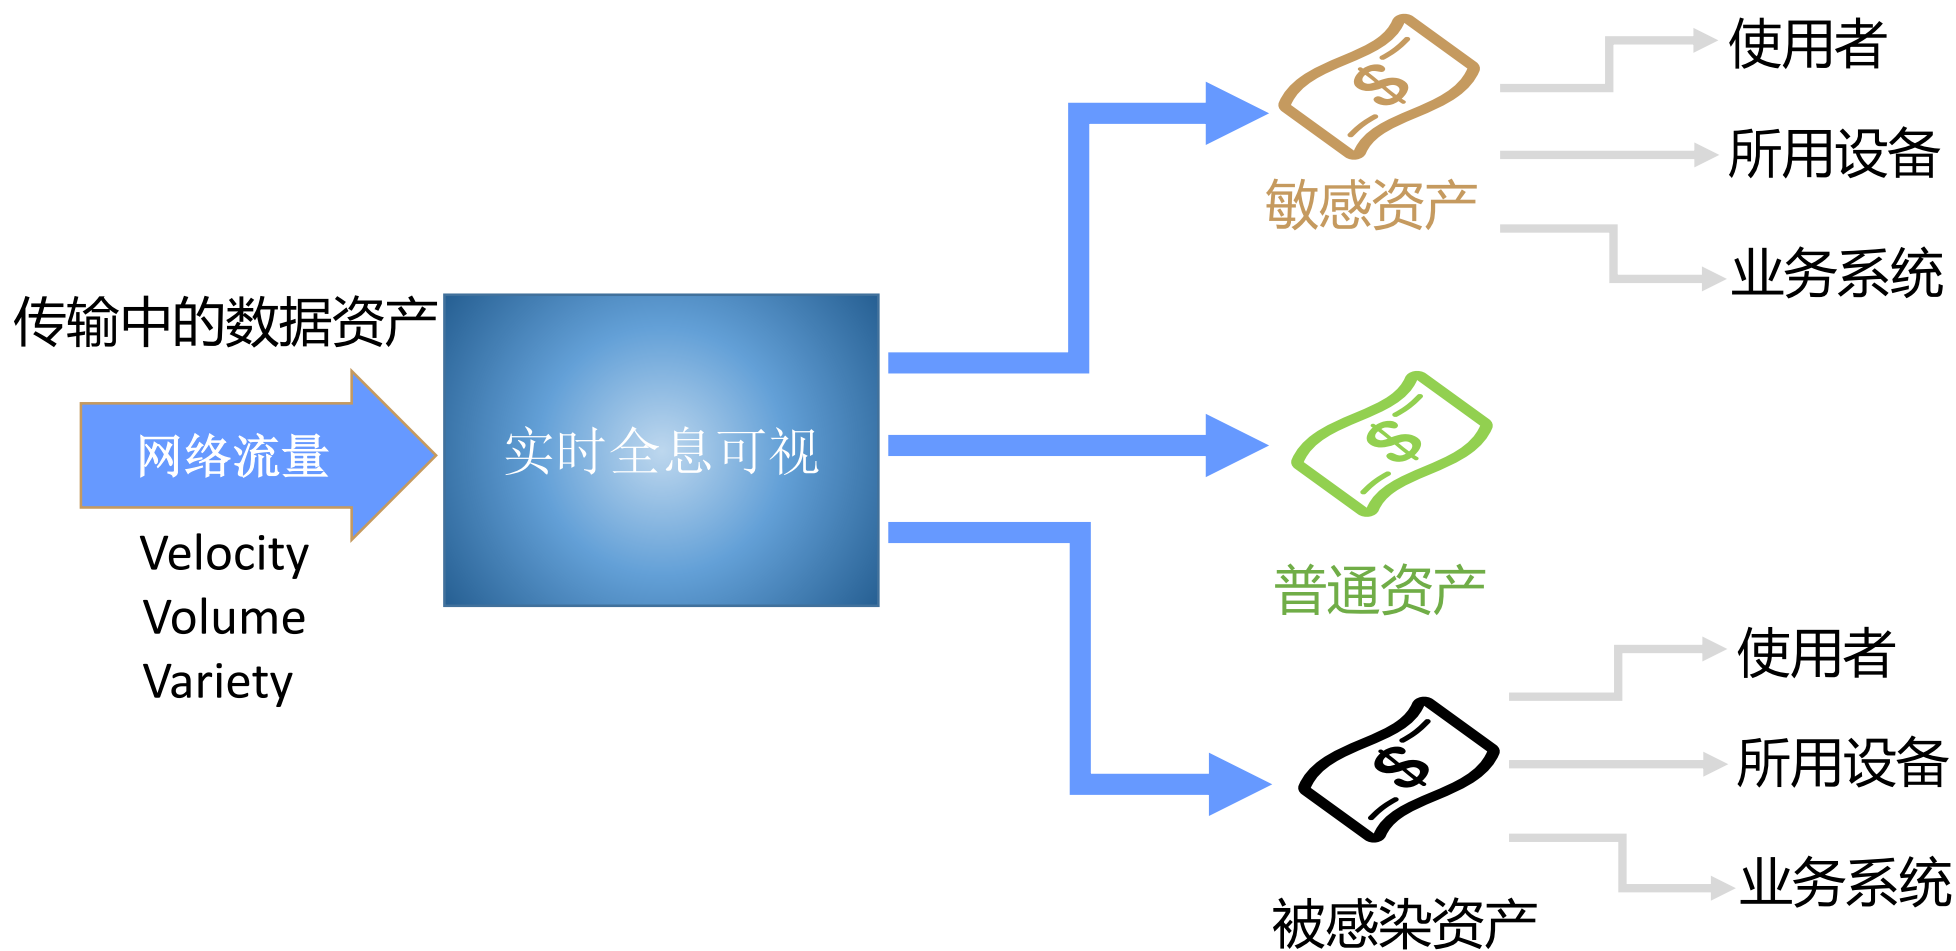 传输中的数据资产
网络流量
Velocity
Volume
Variety
实时全息可视
敏感资产
使用者
所用设备
业务系统
普通资产
被感染资产
使用者
所用设备
业务系统